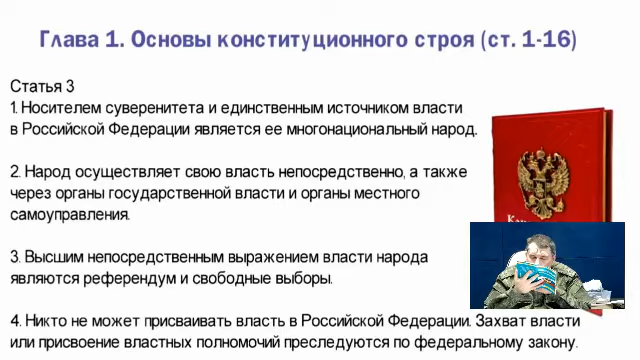 Глава 1. Основы конституционного строя (ст. 1-16)
Статья 3
1. Носителем суверенитета и единственным источником власти
в Российской Федерации является ее многонациональный народ.
2. Народ осуществляет свою власть непосредственно, а также
через органы государственной власти и органы местного
самоуправления.
3. Высшим непосредственным выражением власти народа
являются референдум и свободные выборы.
4. Никто не может присваивать власть в Российской Федерации. Захват власти
или присвоение властных полномочий преследуются по федеральному закону.